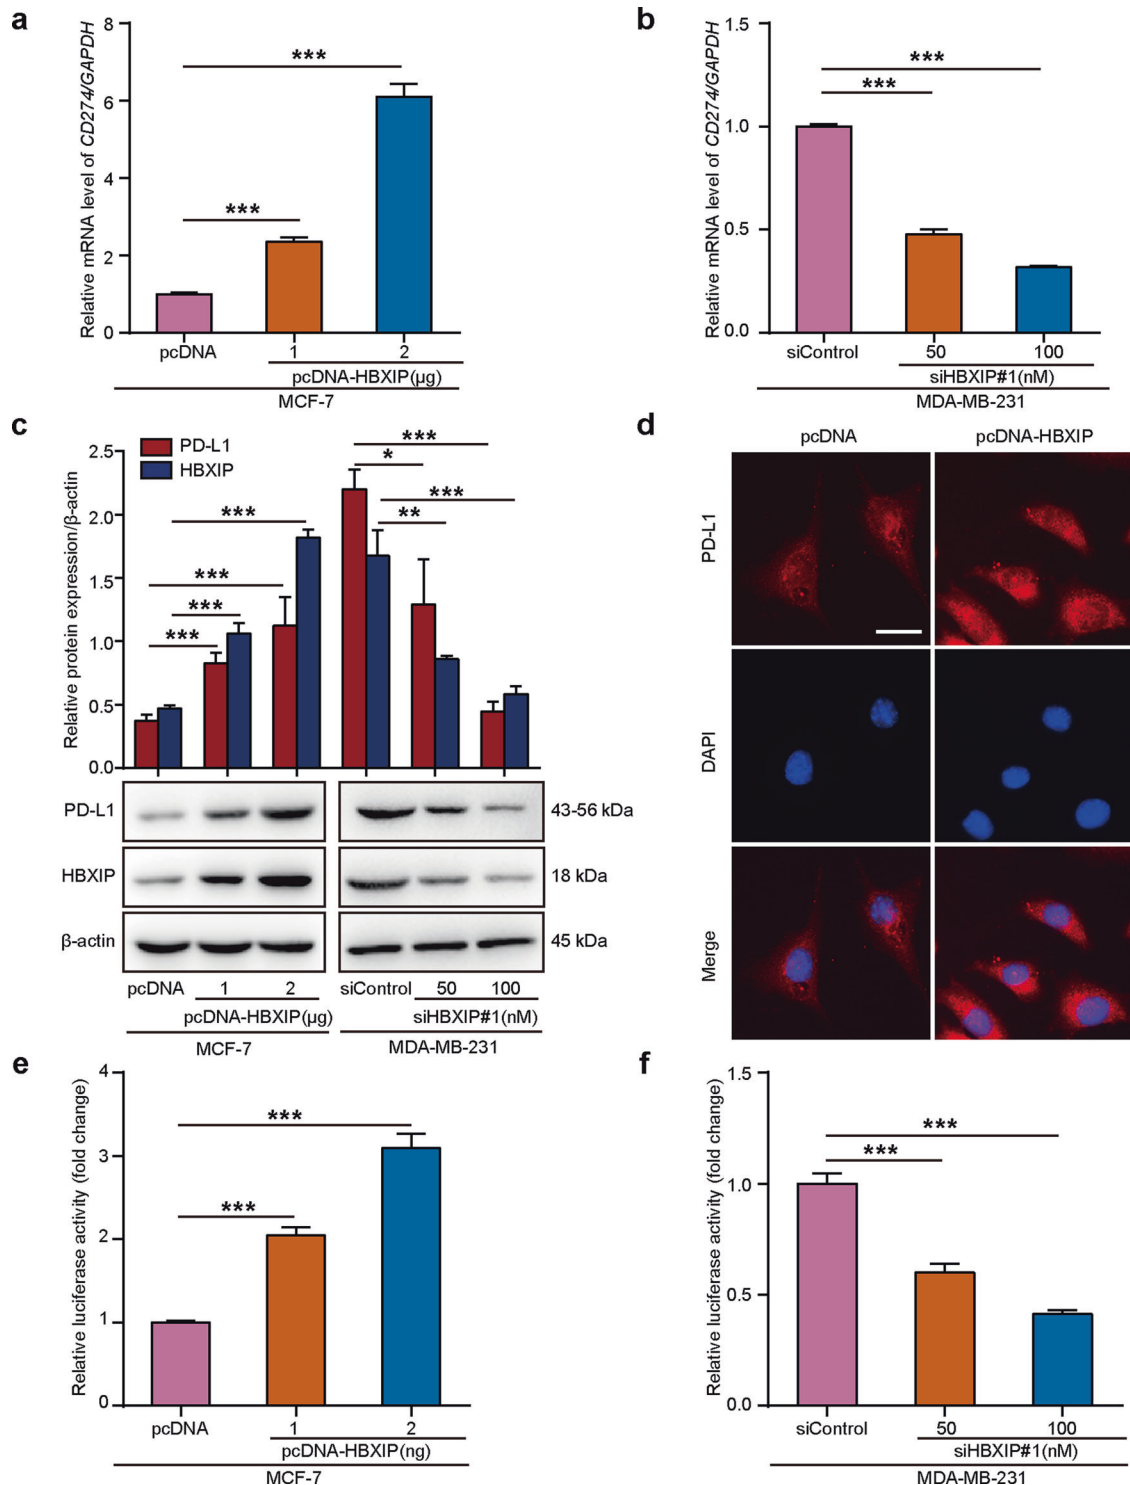 a
Relative mRNA level of CD274/GAPDH
8
6
4
2
0
***
***
pcDNA 1 2
pcDNA-HBXIP(µg)
MCF-7
b
Relative mRNA level of CD274/GAPDH
1.5
1.0
0.5
0.0
***
***
siControl 50 100
siHBXIP#1(nM)
MDA-MB-231
c
Relative protein expression/β-actin
2.5
2.0
1.5
1.0
0.5
0.0
PD-L1
HBXIP
***
***
***
***
***
*
***
**
PD-L1 43-56 kDa
HBXIP 18 kDa
β-actin 45 kDa
pcDNA 1 2 siControl 50 100
pcDNA-HBXIP(µg) siHBXIP#1(nM)
MCF-7 MDA-MB-231
d
pcDNA pcDNA-HBXIP
PD-L1
DAPI
Merge
e
Relative luciferase activity (fold change)
4
3
2
1
0
***
***
pcDNA 1 2
pcDNA-HBXIP(ng)
MCF-7
f
Relative luciferase activity (fold change)
1.5
1.0
0.5
0.0
***
***
siControl 50 100
siHBXIP#1(nM)
MDA-MB-231